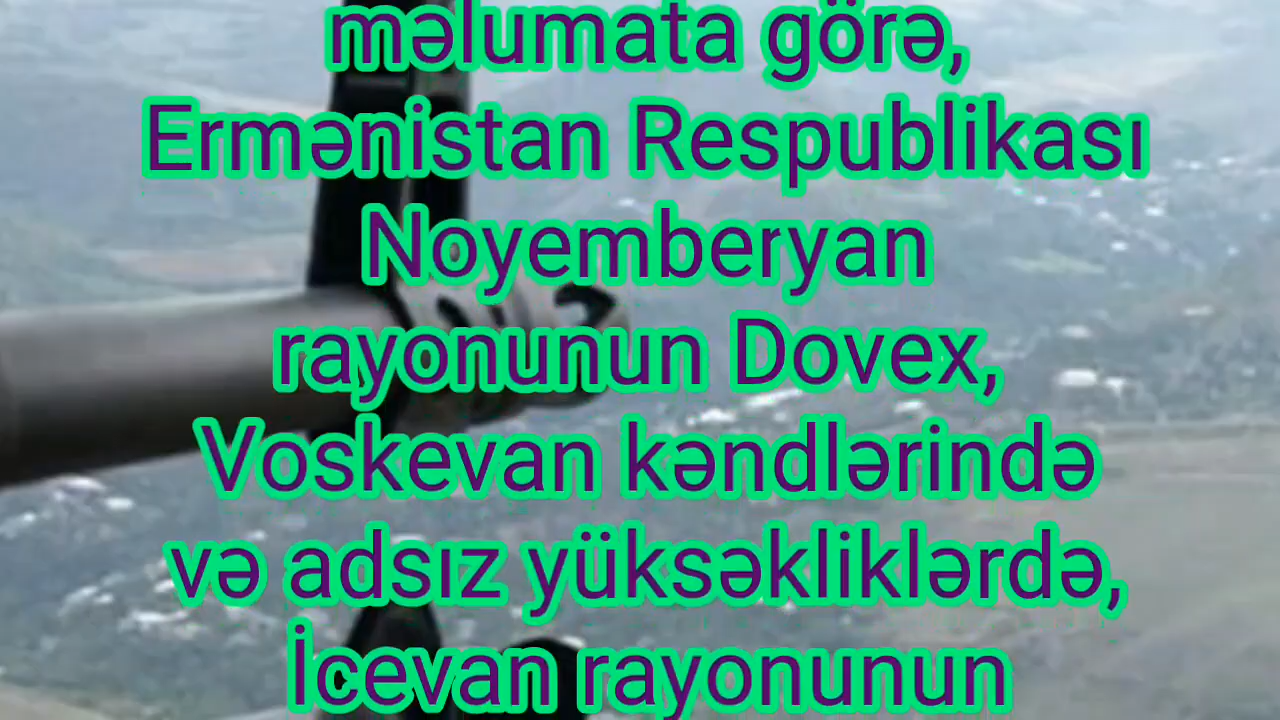 məlumata görə,
Ermənistan Respublikası
Noyemberyan
rayonunun Dovex,
Voskevan kəndlərində
və adsız yüksəkliklərdə,
İcevan rayonunun